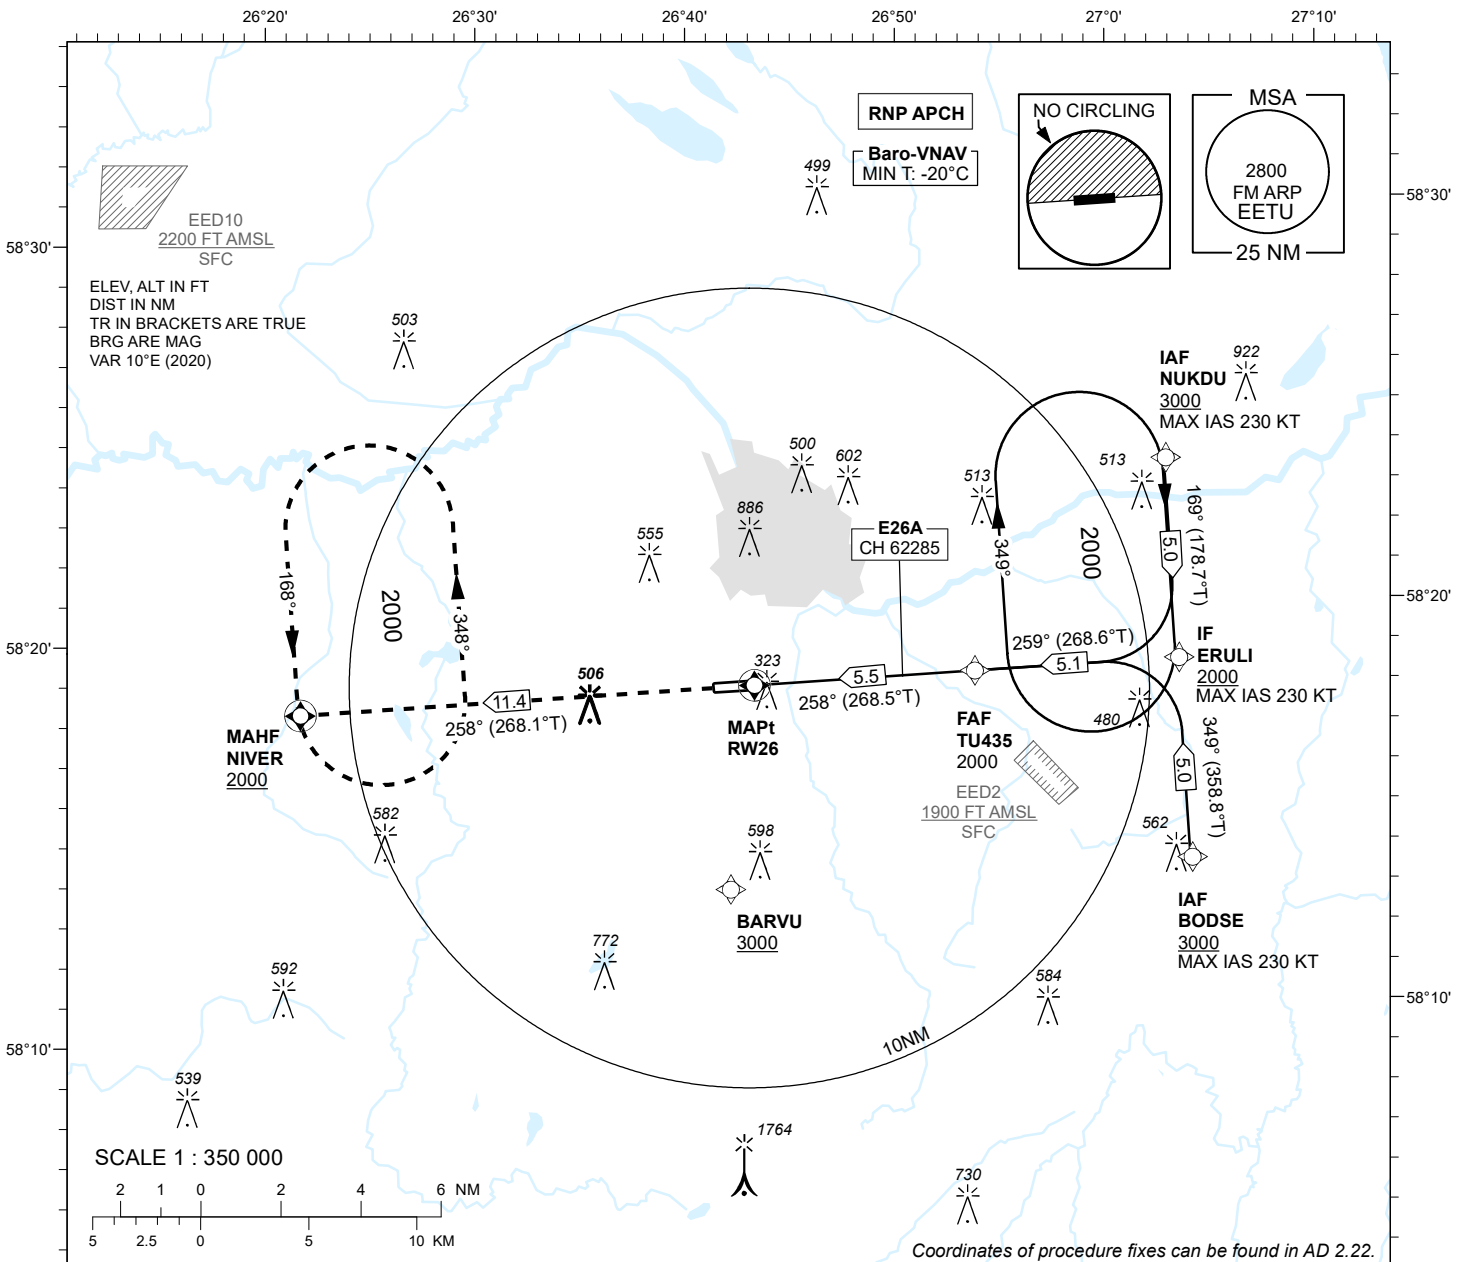 26°20' 26°30' 26°40' 26°50' 27°0' 27°10'
RNP APCH
Baro-VNAV
MIN T: -20°C
NO CIRCLING
MSA
2800
FM ARP
EETU
25 NM
499
58°30'
58°30'
EED10
2200 FT AMSL
SFC
ELEV, ALT IN FT
DIST IN NM
TR IN BRACKETS ARE TRUE
BRG ARE MAG
VAR 10°E (2020)
503
IAF
NUKDU
3000
MAX IAS 230 KT
922
500
602
513
513
886
555
E26A
CH 62285
349°
2000
169° (178.7°T)
5.0
168°
2000
348°
58°20'
58°20'
259° (268.6°T)
5.1
IF
ERULI
2000
MAX IAS 230 KT
506
323
5.5
258° (268.5°T)
11.4
258° (268.1°T)
MAHF
NIVER
2000
MAPt
RW26
FAF
TU435
2000
480
349° (358.8°T)
5.0
EED2
1900 FT AMSL
SFC
582
598
562
BARVU
3000
IAF
BODSE
3000
MAX IAS 230 KT
772
592
584
58°10'
58°10'
10NM
539
1764
730
SCALE 1 : 350 000
2 1 0 2 4 6 NM
5 2.5 0 5 10 KM
Coordinates of procedure fixes can be found in AD 2.22.